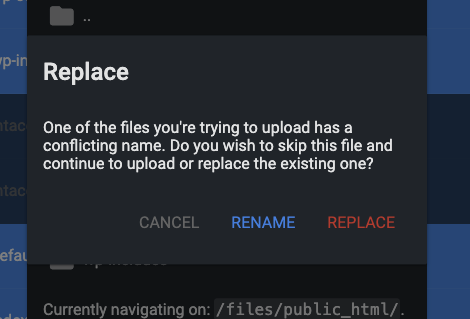 ..
Replace
One of the files you're trying to upload has a
conflicting name. Do you wish to skip this file and
continue to upload or replace the existing one?
CANCEL RENAME REPLACE
Currently navigating on: /files/public_html/.